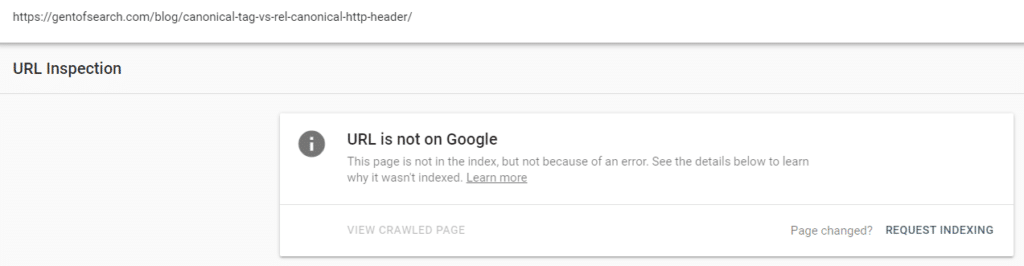 https://gentofsearch.com/blog/canonical-tag-vs-rel-canonical-http-header/
URL Inspection
URL is not on Google
This page is not in the index, but not because of an error. See the details below to learn
why it wasn't indexed. Learn more
VIEW CRAWLED PAGE
Page changed? REQUEST INDEXING